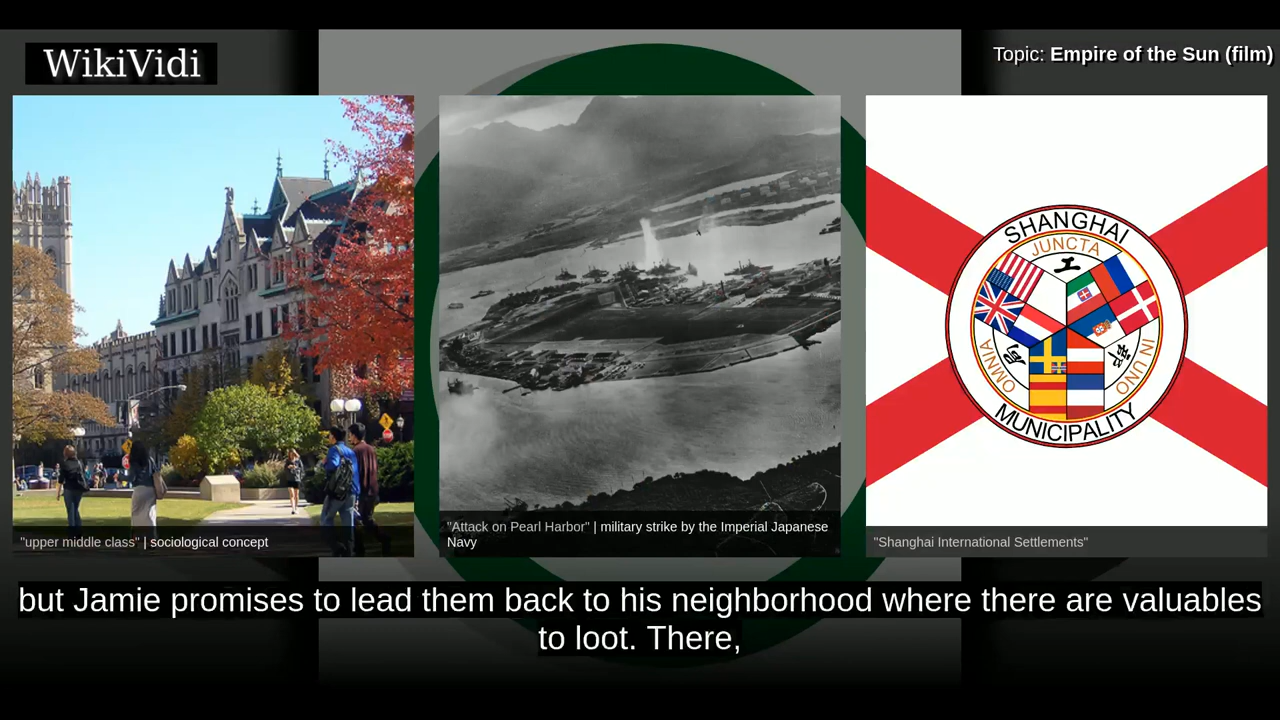 WikiVidi
Topic: Empire of the Sun (film)
SHANGHAI
JUNCTA
OMNIA
IN UNO
MUNICIPALITY
"upper middle class" | sociological concept
"Attack on Pearl Harbor" | military strike by the Imperial Japanese
Navy
"Shanghai International Settlements"
but Jamie promises to lead them back to his neighborhood where there are valuables
to loot. There,